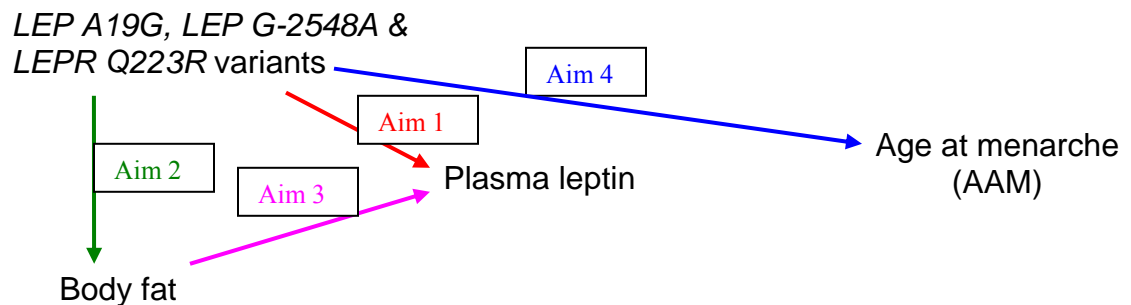 LEP A19G, LEP G-2548A &
LEPR Q223R variants
Aim 4
Aim 1
Age at menarche
(AAM)
Aim 2
Plasma leptin
Aim 3
Body fat